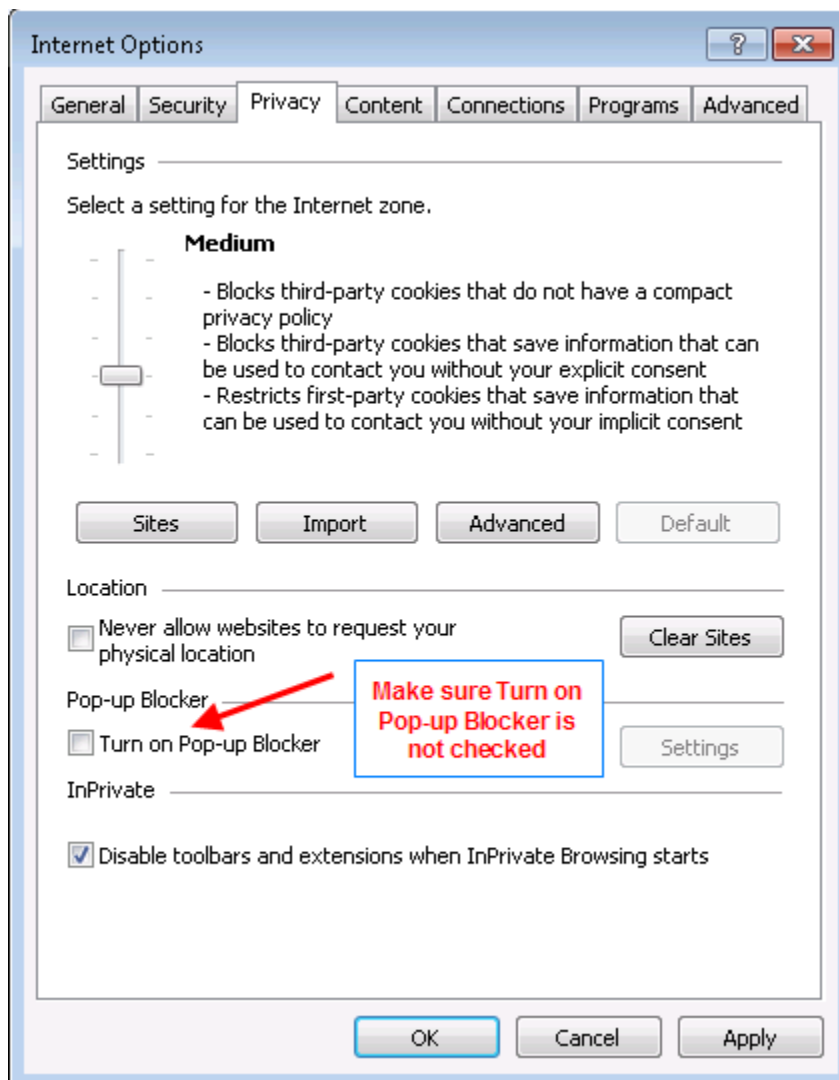 Internet Options
General Security Privacy Content Connections Programs Advanced
Settings
Select a setting for the Internet zone.
Medium
- Blocks third-party cookies that do not have a compact
privacy policy
- Blocks third-party cookies that save information that can
be used to contact you without your explicit consent
- Restricts first-party cookies that save information that
can be used to contact you without your implicit consent
Sites Import Advanced Default
Location
Never allow websites to request your
physical location
Clear Sites
Pop-up Blocker
Make sure Turn on
Pop-up Blocker is
not checked
Turn on Pop-up Blocker
Settings
InPrivate
Disable toolbars and extensions when InPrivate Browsing starts
OK Cancel Apply